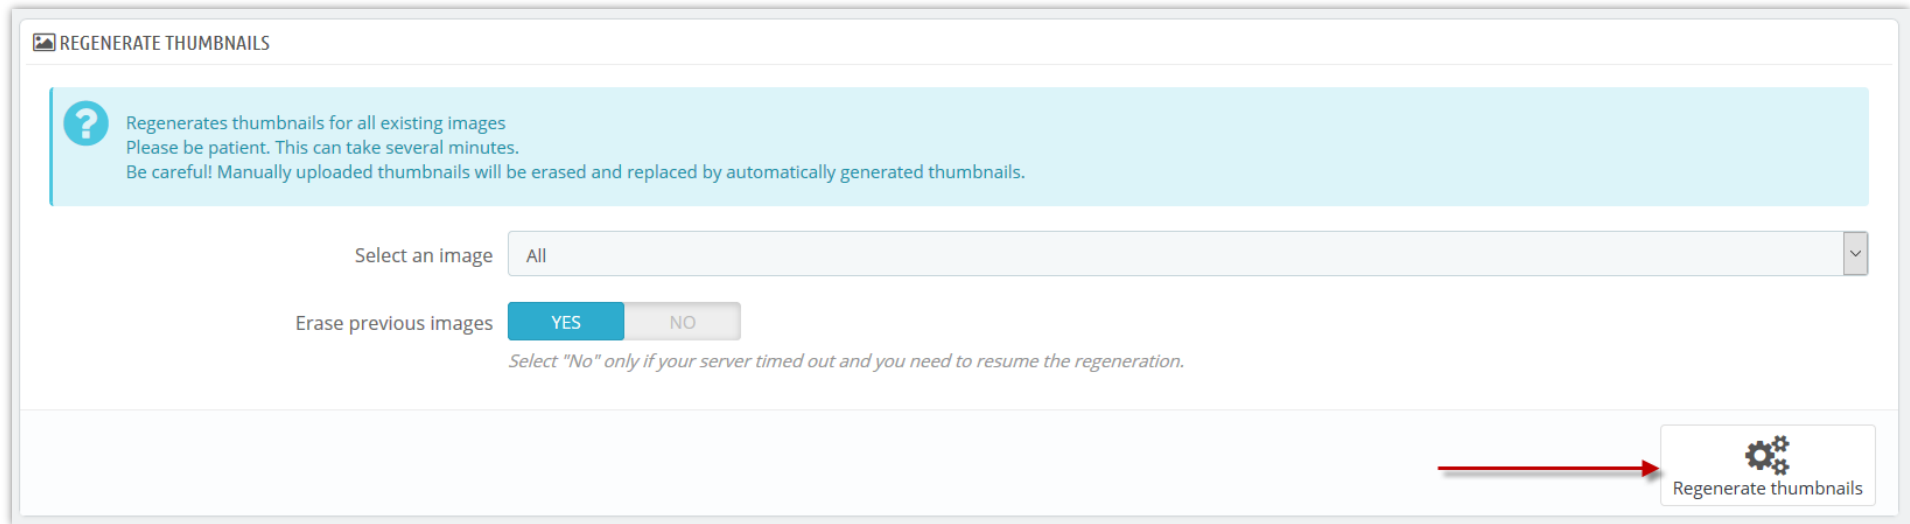 REGENERATE THUMBNAILS
Regenerates thumbnails for all existing images
Please be patient. This can take several minutes.
Be careful! Manually uploaded thumbnails will be erased and replaced by automatically generated thumbnails.
Select an image All
Erase previous images YES NO
Select "No" only if your server timed out and you need to resume the regeneration.
Regenerate thumbnails